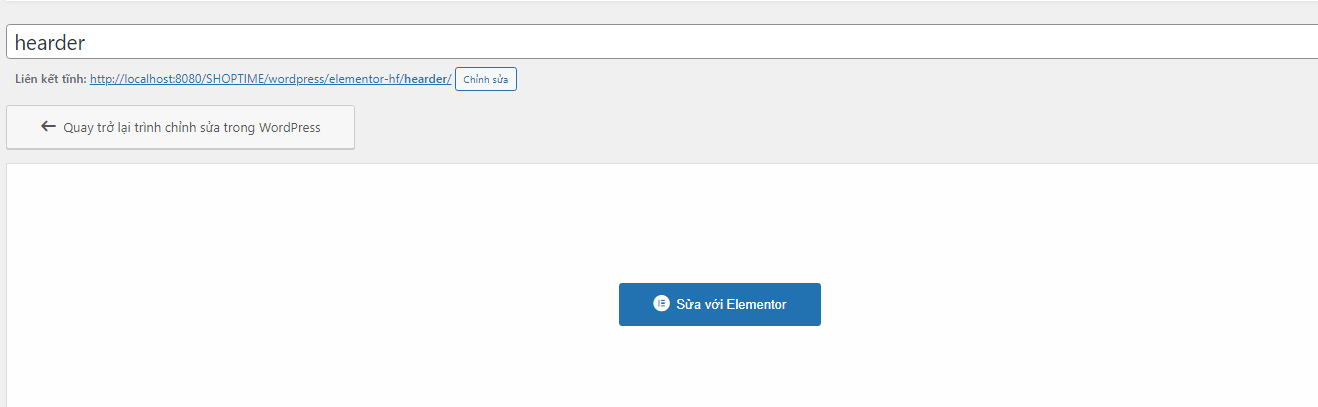 hearder
Liên kết tĩnh: http://localhost:8080/SHOPTIME/wordpress/elementor-hf/hearder/ Chỉnh sửa
Quay trở lại trình chỉnh sửa trong WordPress
Sửa với Elementor